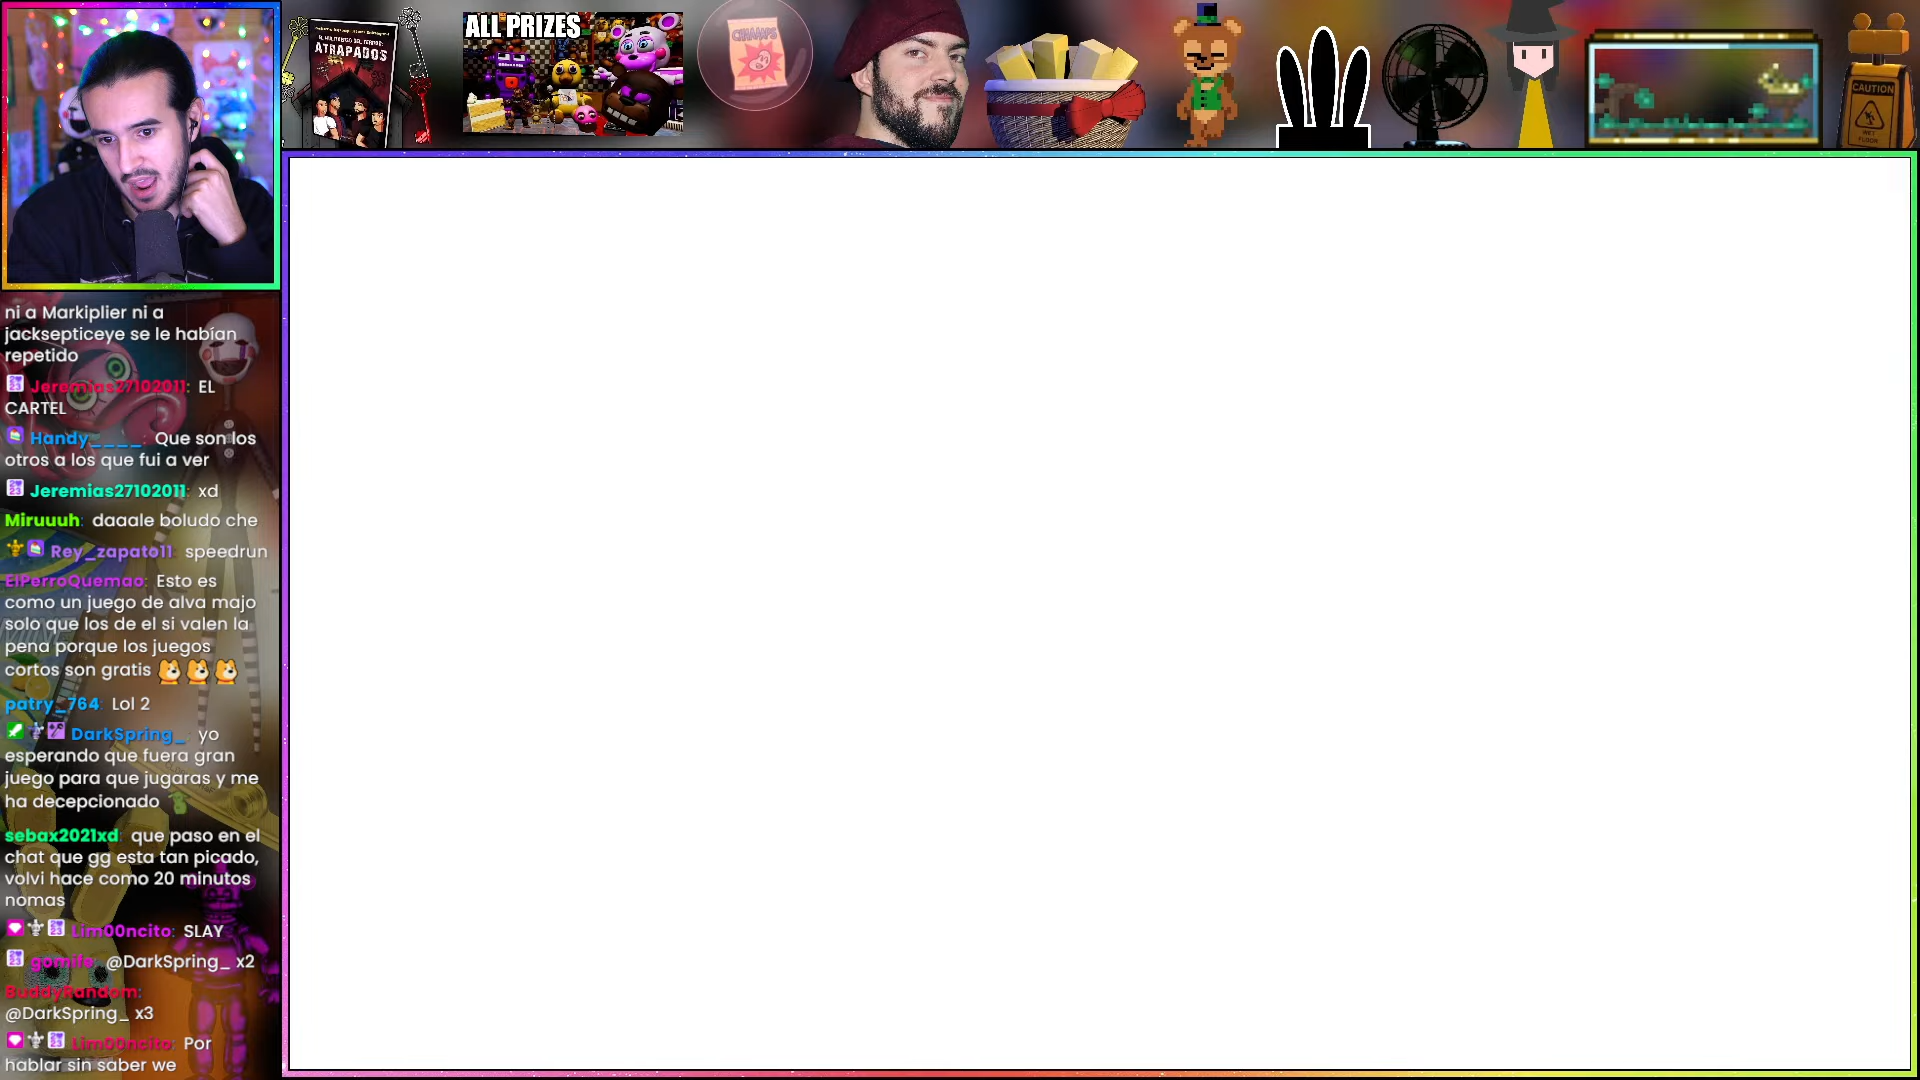 ATRAPADOS
ALL PRIZES
CAUTION
WET
FLOOR
ni a Markiplier ni a
jacksepticeye se le habían
repetido
Jeremias27102011: EL
CARTEL
Handy____: Que son los
otros a los que fui a ver
Jeremias27102011: xd
Miruuuh: daaale boludo che
Rey_zapato11: speedrun
ElPerroQuemao: Esto es
como un juego de alva majo
solo que los de el si valen la
pena porque los juegos
cortos son gratis
patry_764: Lol 2
DarkSpring_: yo
esperando que fuera gran
juego para que jugaras y me
ha decepcionado
sebax2021xd: que paso en el
chat que gg esta tan picado,
volvi hace como 20 minutos
nomas
Lim00ncito: SLAY
@DarkSpring_ x2
BuddyRandom:
@DarkSpring_ x3
Lim00ncito: Por
hablar sin saber we